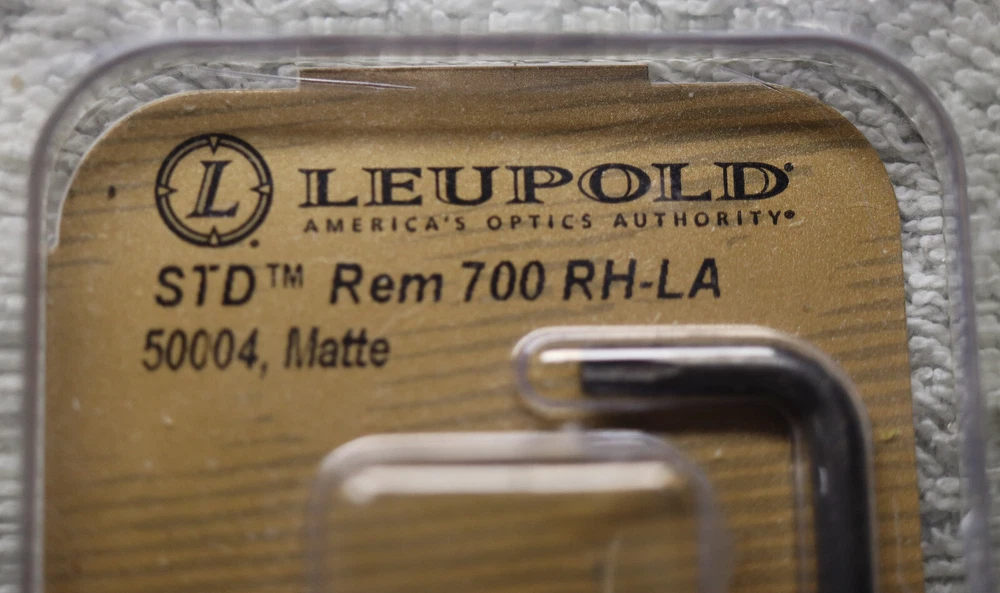 L
LEUPOLD®
AMERICA'S OPTICS AUTHORITY®
STD™ Rem 700 RH-LA
50004, Matte